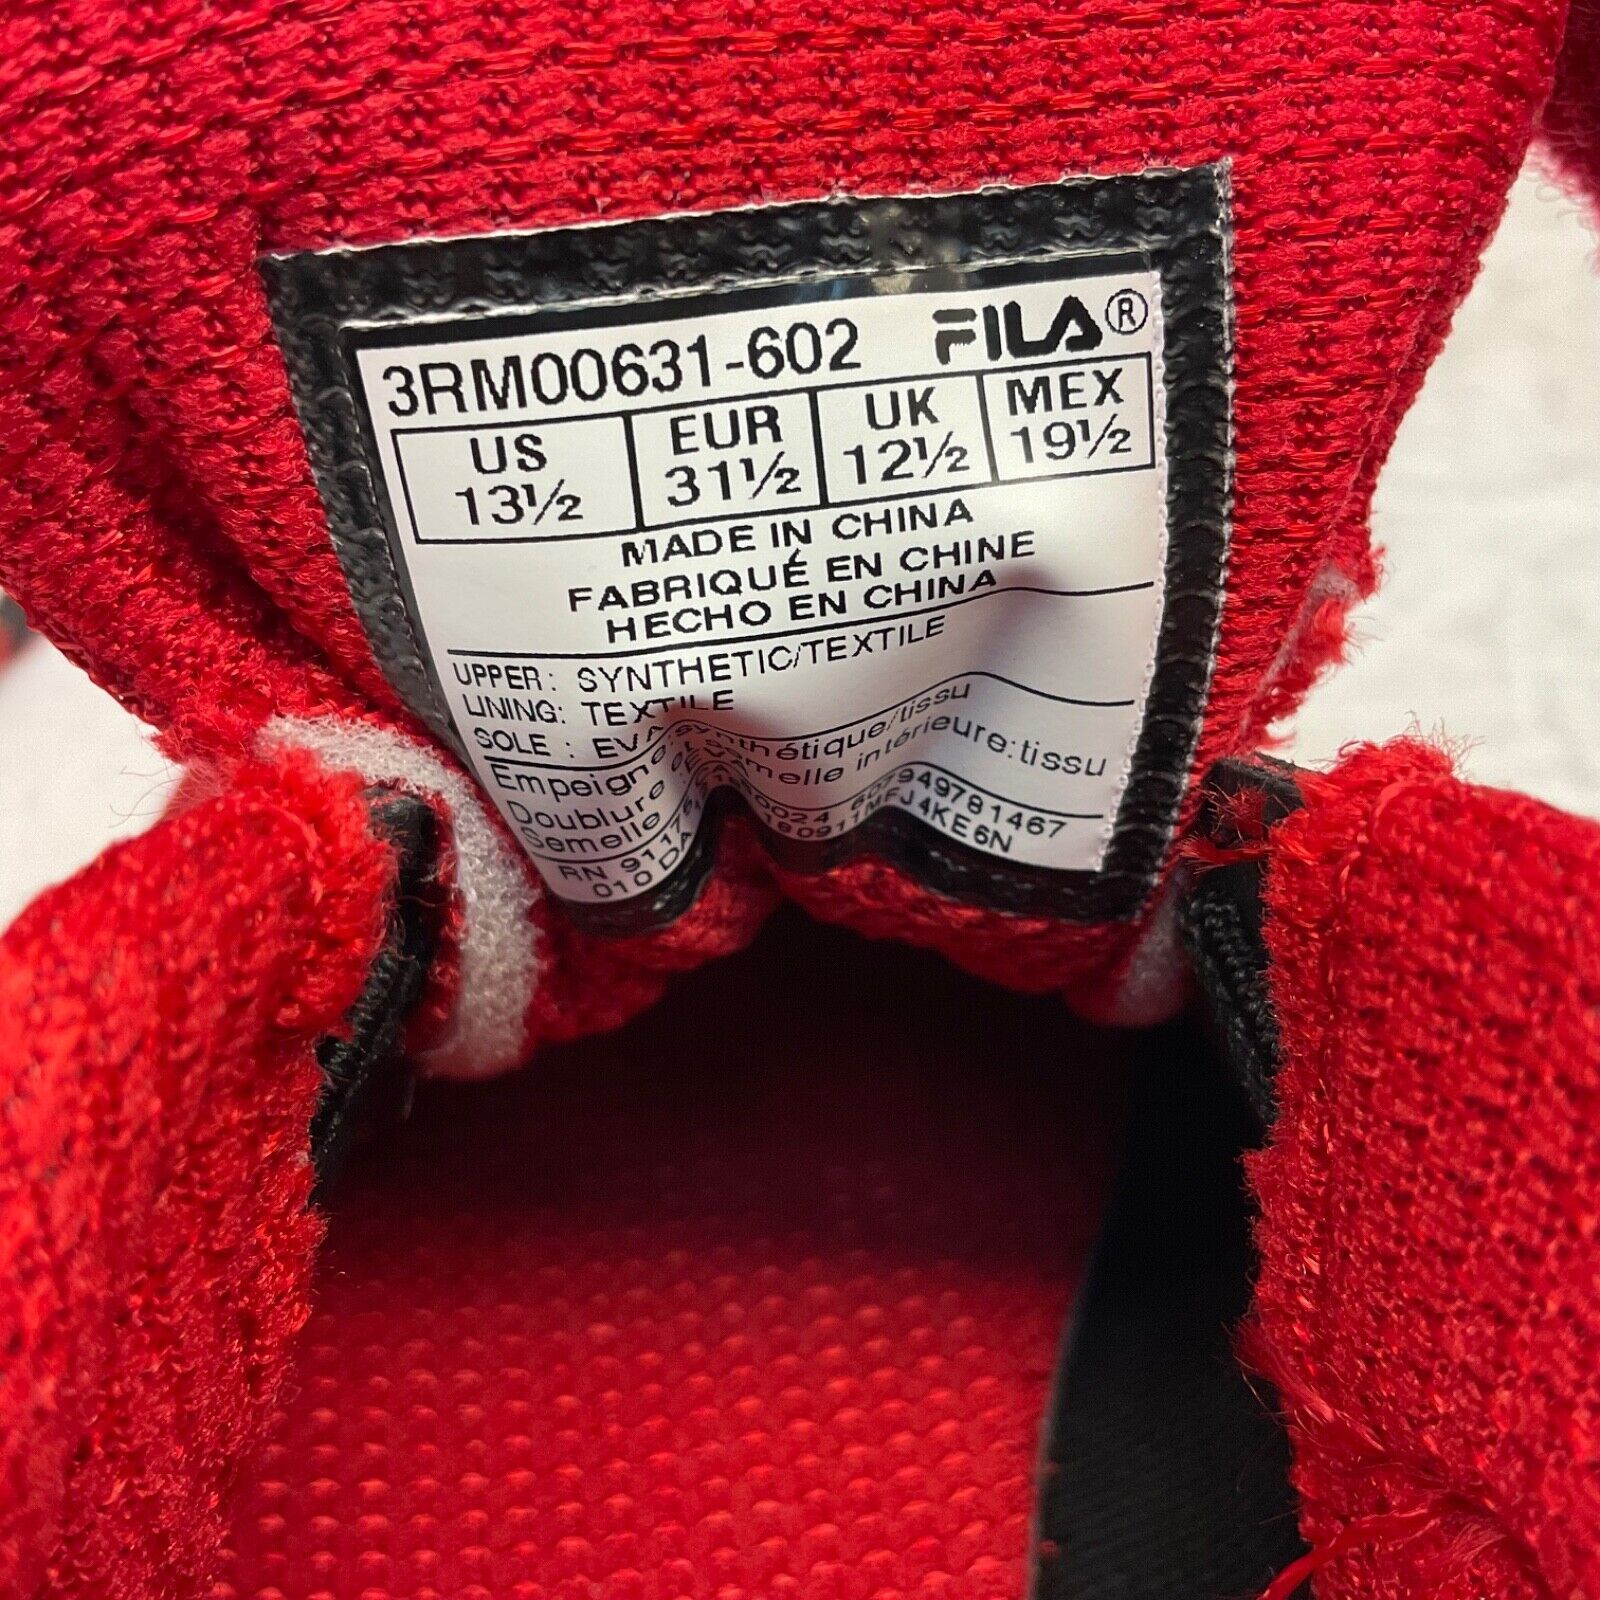 3RM00631-602 FILA®
US EUR UK MEX
13½ 31½ 12½ 19½
MADE IN CHINA
FABRIQUÉ EN CHINE
HECHO EN CHINA
UPPER: SYNTHETIC/TEXTILE
LINING: TEXTILE
SOLE: EVA
Empeigne synthétique/tissu
Doublure intérieure:tissu
Semelle
RN 607949781467
010